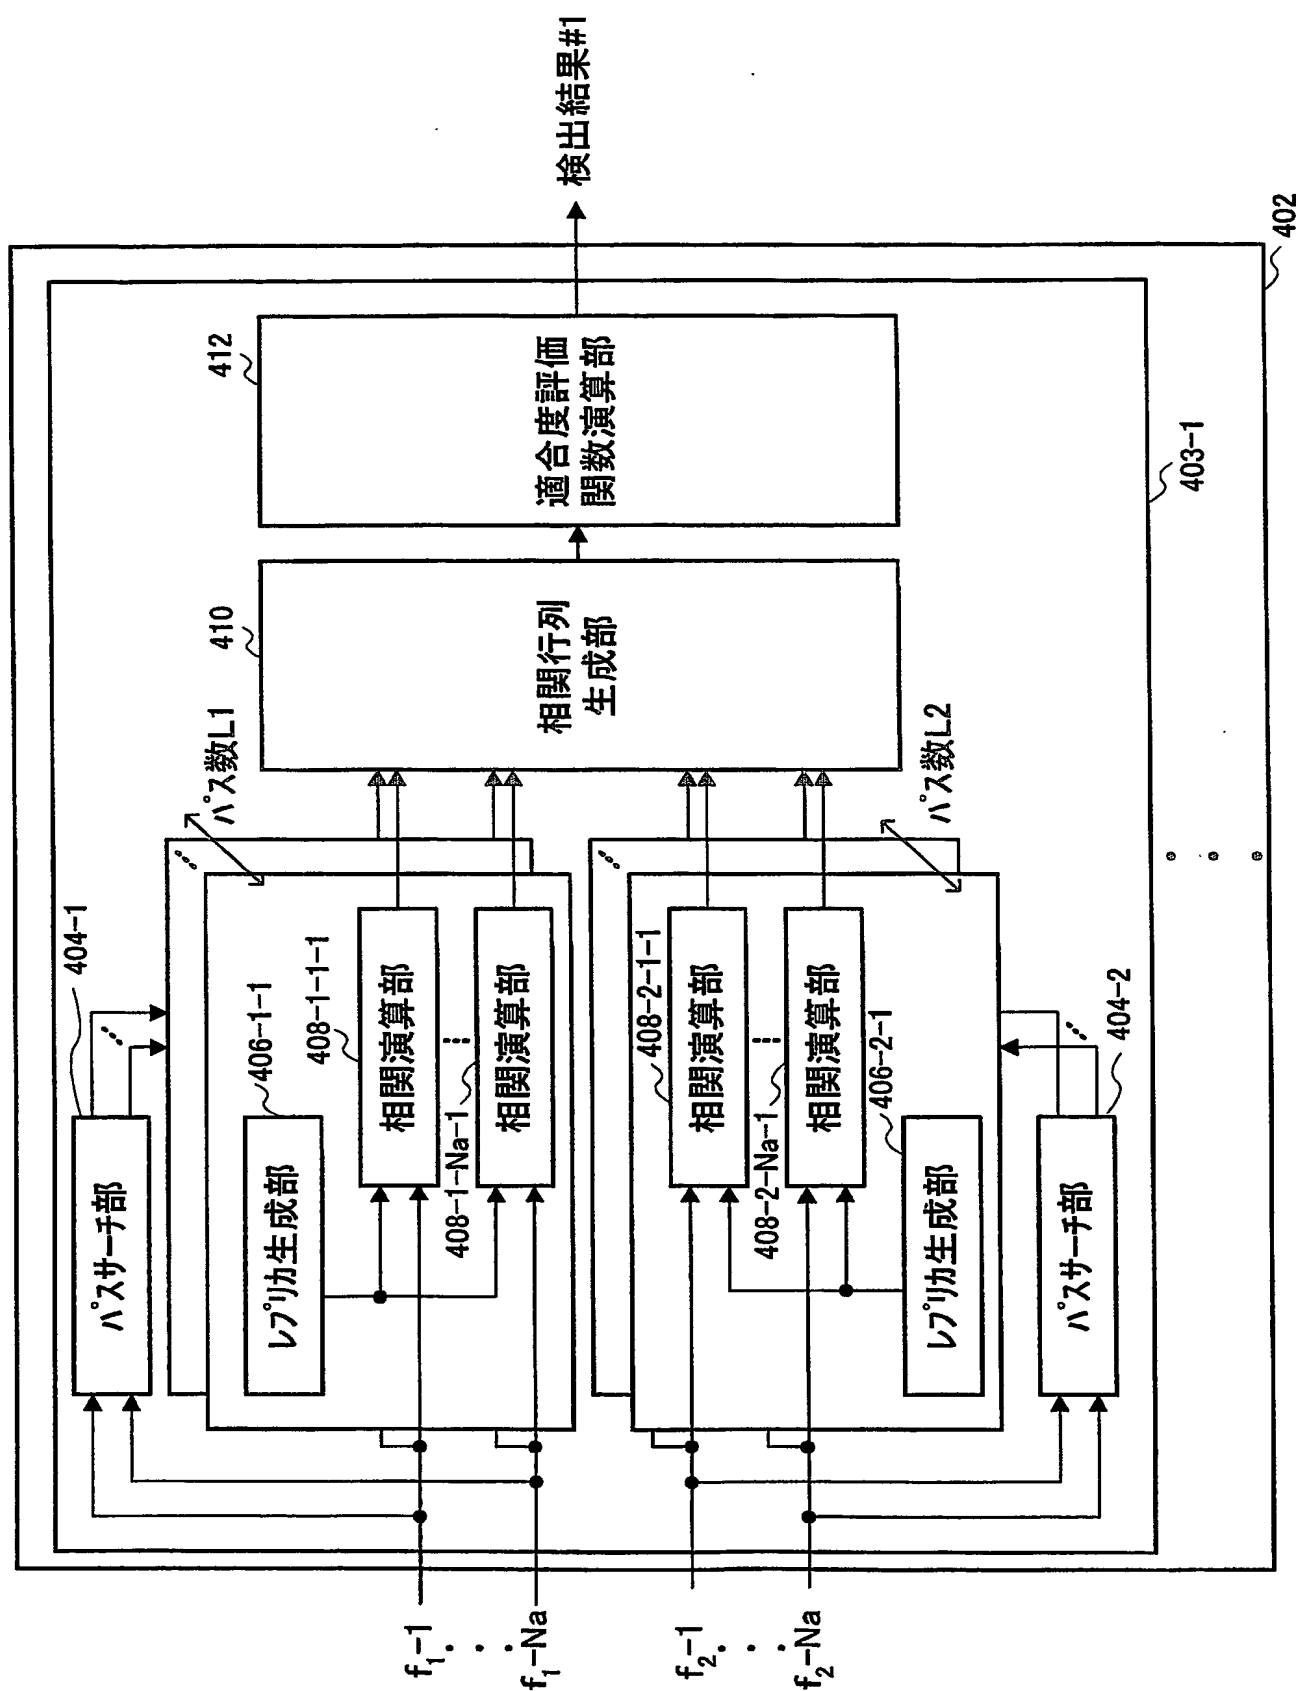 404-1
パスサーチ部
パス数L1
406-1-1
レプリカ生成部
408-1-1-1
相関演算部
408-1-Na-1
相関演算部
f1-1
f1-Na
408-2-1-1
相関演算部
408-2-Na-1
相関演算部
406-2-1
レプリカ生成部
パス数L2
404-2
パスサーチ部
f2-1
f2-Na
410
相関行列
生成部
412
適合度評価
関数演算部
検出結果#1
403-1
402